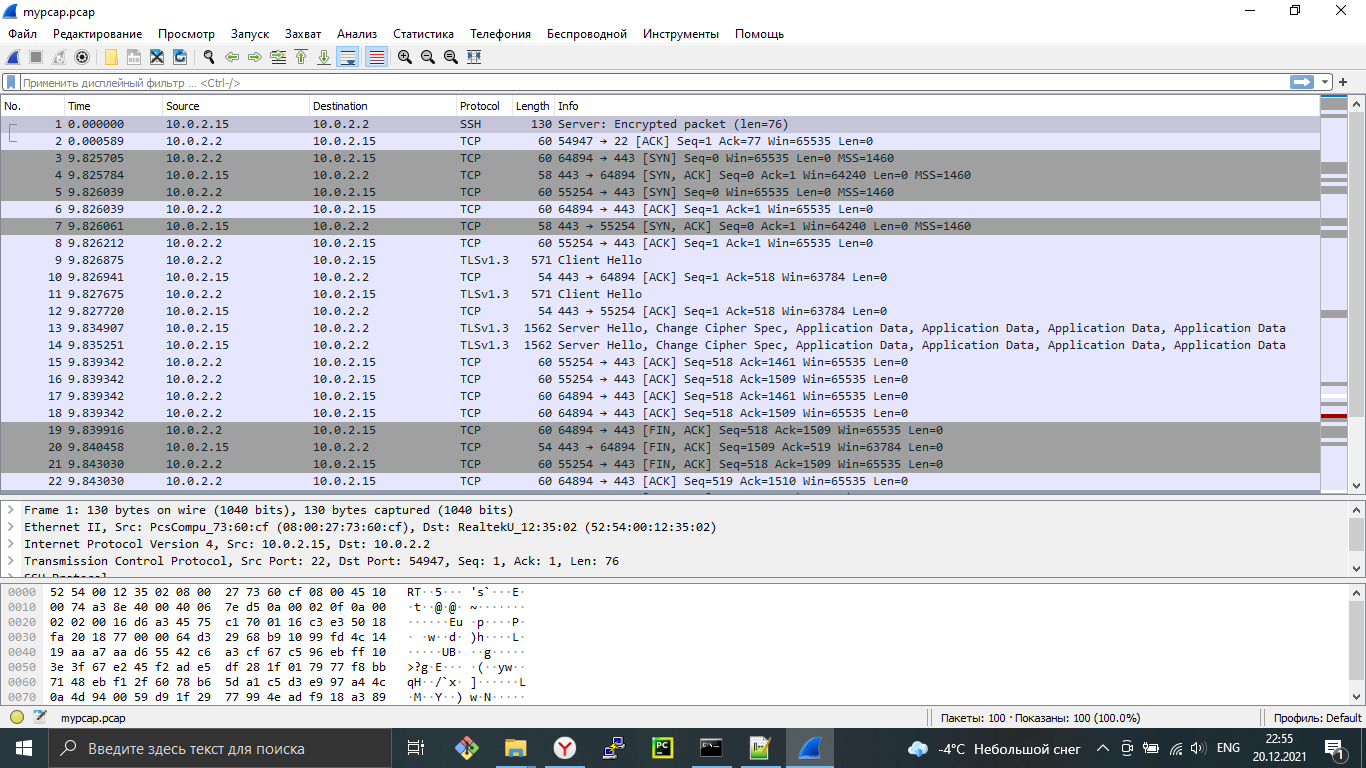 mypcap.pcap
Файл Редактирование Просмотр Запуск Захват Анализ Статистика Телефония Беспроводной Инструменты Помощь
Применить дисплейный фильтр ... <Ctrl-/>
No. Time Source Destination Protocol Length Info
1 0.000000 10.0.2.15 10.0.2.2 SSH 130 Server: Encrypted packet (len=76)
2 0.000589 10.0.2.2 10.0.2.15 TCP 60 54947 → 22 [ACK] Seq=1 Ack=77 Win=65535 Len=0
3 9.825705 10.0.2.2 10.0.2.15 TCP 60 64894 → 443 [SYN] Seq=0 Win=65535 Len=0 MSS=1460
4 9.825784 10.0.2.15 10.0.2.2 TCP 58 443 → 64894 [SYN, ACK] Seq=0 Ack=1 Win=64240 Len=0 MSS=1460
5 9.826039 10.0.2.2 10.0.2.15 TCP 60 55254 → 443 [SYN] Seq=0 Win=65535 Len=0 MSS=1460
6 9.826039 10.0.2.2 10.0.2.15 TCP 60 64894 → 443 [ACK] Seq=1 Ack=1 Win=65535 Len=0
7 9.826061 10.0.2.15 10.0.2.2 TCP 58 443 → 55254 [SYN, ACK] Seq=0 Ack=1 Win=64240 Len=0 MSS=1460
8 9.826212 10.0.2.2 10.0.2.15 TCP 60 55254 → 443 [ACK] Seq=1 Ack=1 Win=65535 Len=0
9 9.826875 10.0.2.2 10.0.2.15 TLSv1.3 571 Client Hello
10 9.826941 10.0.2.15 10.0.2.2 TCP 54 443 → 64894 [ACK] Seq=1 Ack=518 Win=63784 Len=0
11 9.827675 10.0.2.2 10.0.2.15 TLSv1.3 571 Client Hello
12 9.827720 10.0.2.15 10.0.2.2 TCP 54 443 → 55254 [ACK] Seq=1 Ack=518 Win=63784 Len=0
13 9.834907 10.0.2.15 10.0.2.2 TLSv1.3 1562 Server Hello, Change Cipher Spec, Application Data, Application Data, Application Data, Application Data
14 9.835251 10.0.2.15 10.0.2.2 TLSv1.3 1562 Server Hello, Change Cipher Spec, Application Data, Application Data, Application Data, Application Data
15 9.839342 10.0.2.2 10.0.2.15 TCP 60 55254 → 443 [ACK] Seq=518 Ack=1461 Win=65535 Len=0
16 9.839342 10.0.2.2 10.0.2.15 TCP 60 55254 → 443 [ACK] Seq=518 Ack=1509 Win=65535 Len=0
17 9.839342 10.0.2.2 10.0.2.15 TCP 60 64894 → 443 [ACK] Seq=518 Ack=1461 Win=65535 Len=0
18 9.839342 10.0.2.2 10.0.2.15 TCP 60 64894 → 443 [ACK] Seq=518 Ack=1509 Win=65535 Len=0
19 9.839916 10.0.2.2 10.0.2.15 TCP 60 64894 → 443 [FIN, ACK] Seq=518 Ack=1509 Win=65535 Len=0
20 9.840458 10.0.2.15 10.0.2.2 TCP 54 443 → 64894 [FIN, ACK] Seq=1509 Ack=519 Win=63784 Len=0
21 9.843030 10.0.2.2 10.0.2.15 TCP 60 55254 → 443 [FIN, ACK] Seq=518 Ack=1509 Win=65535 Len=0
22 9.843030 10.0.2.2 10.0.2.15 TCP 60 64894 → 443 [ACK] Seq=519 Ack=1510 Win=65535 Len=0
Frame 1: 130 bytes on wire (1040 bits), 130 bytes captured (1040 bits)
Ethernet II, Src: PcsCompu_73:60:cf (08:00:27:73:60:cf), Dst: RealtekU_12:35:02 (52:54:00:12:35:02)
Internet Protocol Version 4, Src: 10.0.2.15, Dst: 10.0.2.2
Transmission Control Protocol, Src Port: 22, Dst Port: 54947, Seq: 1, Ack: 1, Len: 76
0000 52 54 00 12 35 02 08 00 27 73 60 cf 08 00 45 10 RT··5··· 's`···E·
0010 00 74 a3 8e 40 00 40 06 7e d5 0a 00 02 0f 0a 00 ·t··@·@· ~·······
0020 02 02 00 16 d6 a3 45 75 c1 70 01 16 c3 e3 50 18 ······Eu ·p····P·
0030 fa 20 18 77 00 00 64 d3 29 68 b9 10 99 fd 4c 14 · ·w··d· )h····L·
0040 19 aa a7 aa d6 55 42 c6 a3 cf 67 c5 96 eb ff 10 ·····UB· ··g·····
0050 3e 3f 67 e2 45 f2 ad e5 df 28 1f 01 79 77 f8 bb >?g·E··· ·(··yw··
0060 71 48 eb f1 2f 60 78 b6 5d a1 c5 d3 e9 97 a4 4c qH··/`x· ]······L
0070 0a 4d 94 00 59 d9 1f 29 77 99 4e ad f9 18 a3 89 ·M··Y··) w·N·····
mypcap.pcap Пакеты: 100 · Показаны: 100 (100.0%) Профиль: Default
Введите здесь текст для поиска
-4°C Небольшой снег
ENG
22:55
20.12.2021
1